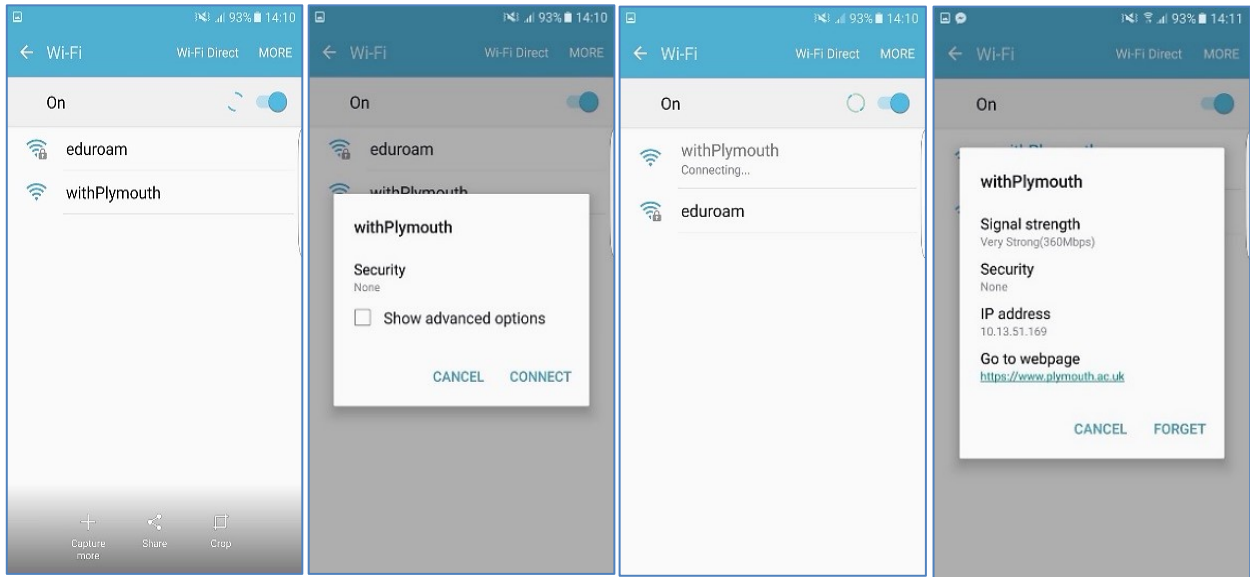 93% 14:10
Wi-Fi Wi-Fi Direct MORE
On
eduroam
withPlymouth
Capture more
Share
Crop
93% 14:10
Wi-Fi Wi-Fi Direct MORE
On
eduroam
withPlymouth
withPlymouth
Security
None
Show advanced options
CANCEL CONNECT
93% 14:10
Wi-Fi Wi-Fi Direct MORE
On
withPlymouth
Connecting...
eduroam
93% 14:11
Wi-Fi Wi-Fi Direct MORE
On
withPlymouth
Signal strength
Very Strong(360Mbps)
Security
None
IP address
10.13.51.169
Go to webpage
https://www.plymouth.ac.uk
CANCEL FORGET